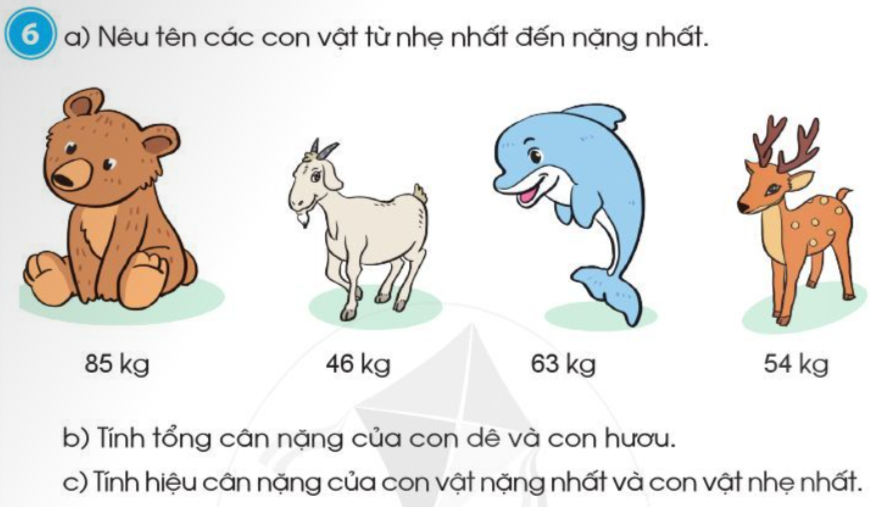 6 a) Nêu tên các con vật từ nhẹ nhất đến nặng nhất.
85 kg 46 kg 63 kg 54 kg
b) Tính tổng cân nặng của con dê và con hươu.
c) Tính hiệu cân nặng của con vật nặng nhất và con vật nhẹ nhất.